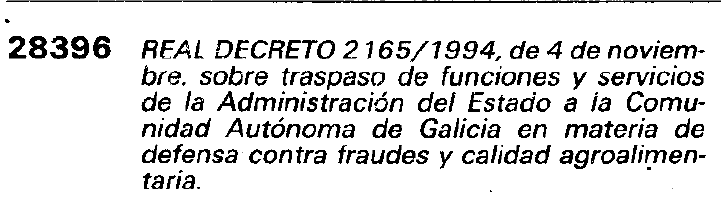 28396 REAL DECRETO 2165/1994, de 4 de noviem-
bre. sobre traspaso de funciones y servicios
de la Administración del Estado a la Comu-
nidad Autónoma de Galicia en materia de
defensa contra fraudes y calidad agroalimen-
taria.